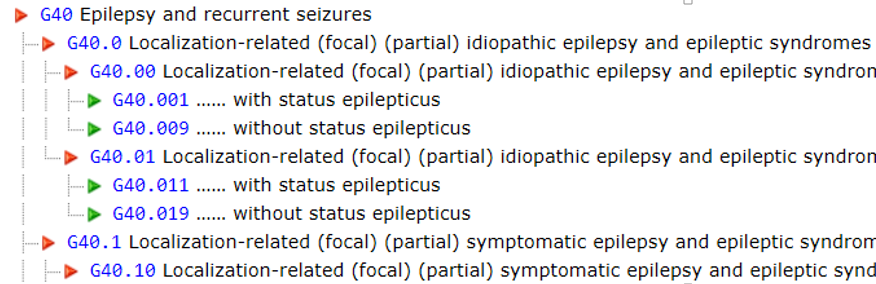 G40 Epilepsy and recurrent seizures
G40.0 Localization-related (focal) (partial) idiopathic epilepsy and epileptic syndromes
G40.00 Localization-related (focal) (partial) idiopathic epilepsy and epileptic syndrom
G40.001 ...... with status epilepticus
G40.009 ...... without status epilepticus
G40.01 Localization-related (focal) (partial) idiopathic epilepsy and epileptic syndrom
G40.011 ...... with status epilepticus
G40.019 ...... without status epilepticus
G40.1 Localization-related (focal) (partial) symptomatic epilepsy and epileptic syndrom
G40.10 Localization-related (focal) (partial) symptomatic epilepsy and epileptic synd